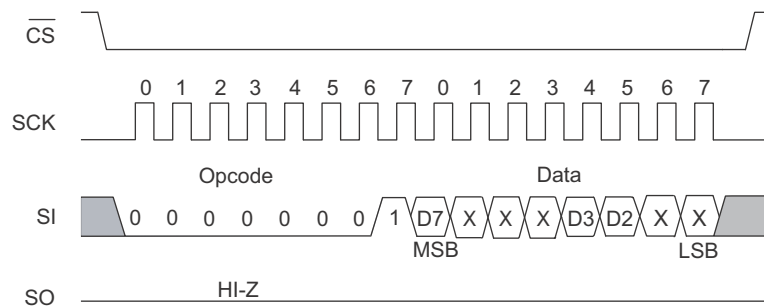 CS
0 1 2 3 4 5 6 7 0 1 2 3 4 5 6 7
SCK
Opcode Data
SI 0 0 0 0 0 0 0 1 D7 X X X D3 D2 X X
MSB LSB
HI-Z
SO